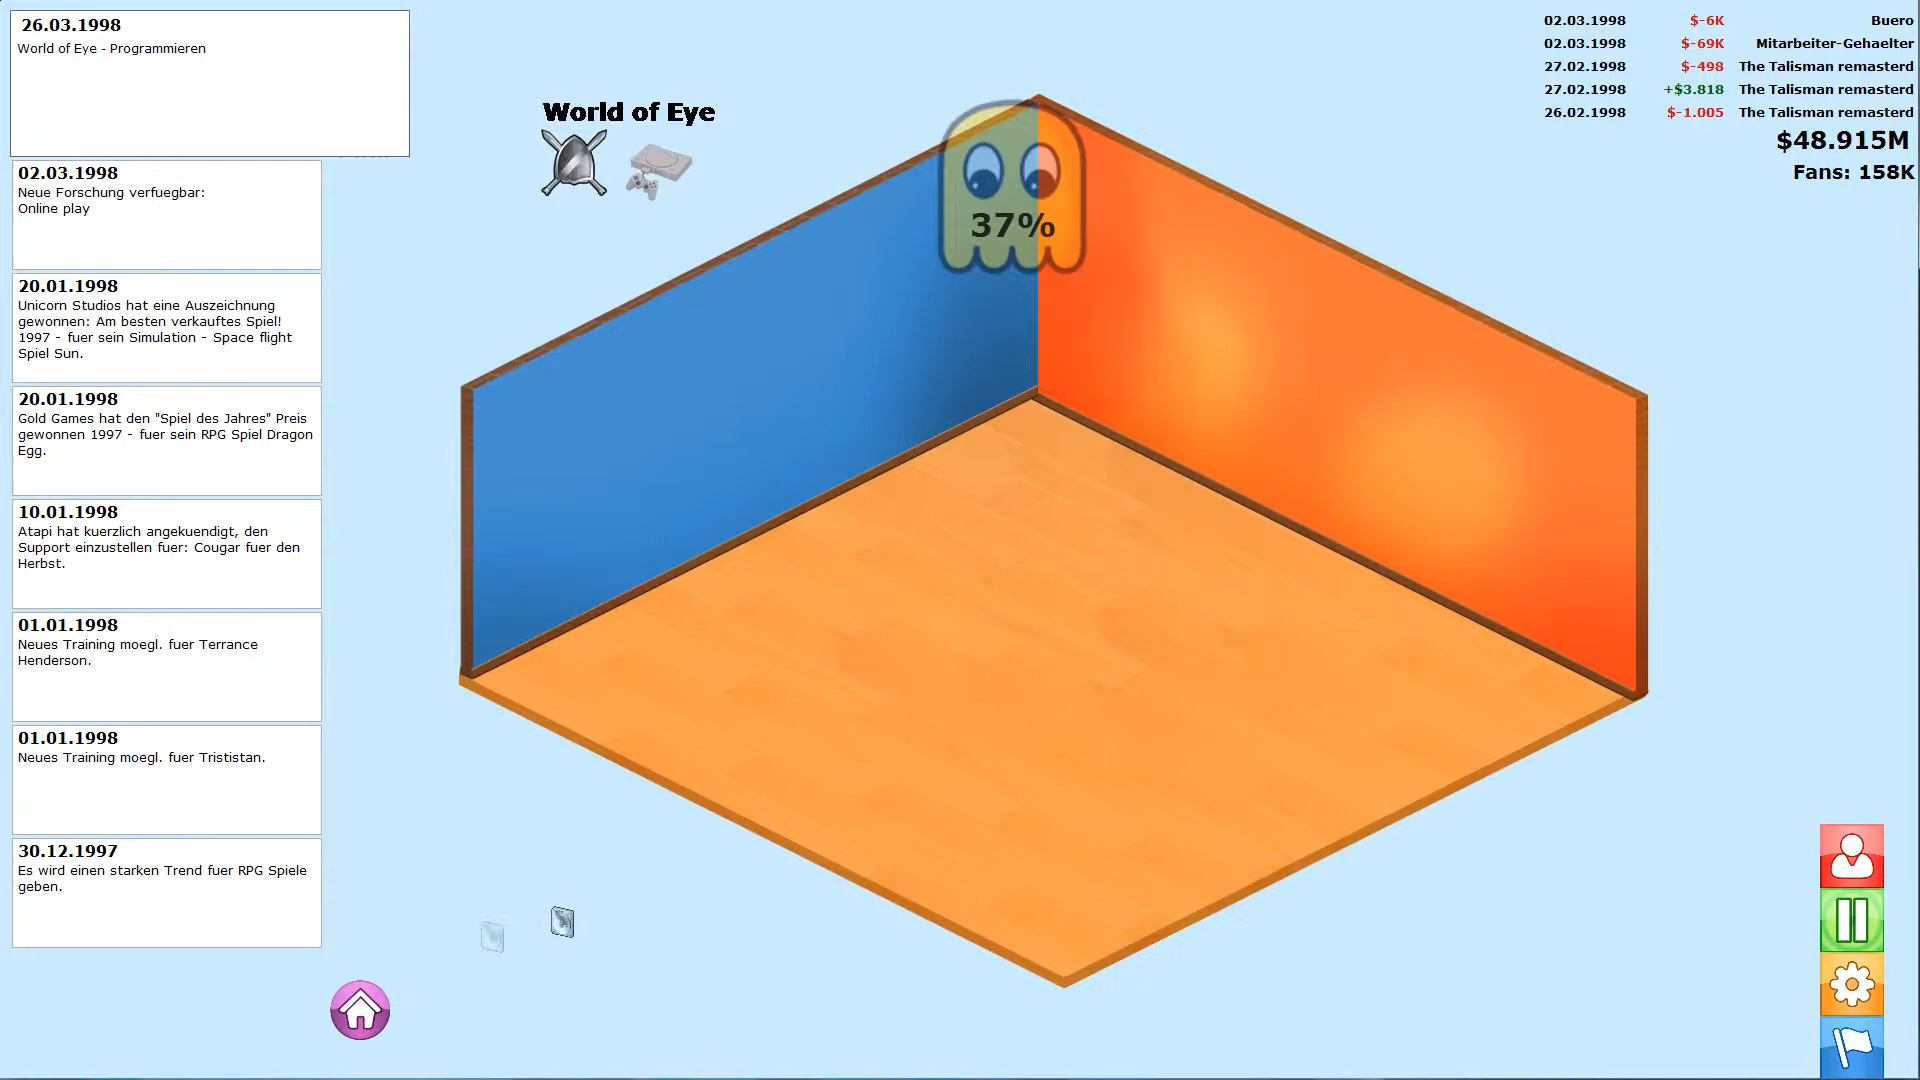 26.03.1998
World of Eye - Programmieren
02.03.1998
Neue Forschung verfuegbar:
Online play
20.01.1998
Unicorn Studios hat eine Auszeichnung
gewonnen: Am besten verkauftes Spiel!
1997 - fuer sein Simulation - Space flight
Spiel Sun.
20.01.1998
Gold Games hat den "Spiel des Jahres" Preis
gewonnen 1997 - fuer sein RPG Spiel Dragon
Egg.
10.01.1998
Atapi hat kuerzlich angekuendigt, den
Support einzustellen fuer: Cougar fuer den
Herbst.
01.01.1998
Neues Training moegl. fuer Terrance
Henderson.
01.01.1998
Neues Training moegl. fuer Trististan.
30.12.1997
Es wird einen starken Trend fuer RPG Spiele
geben.
World of Eye
37%
02.03.1998 $-6K Buero
02.03.1998 $-69K Mitarbeiter-Gehaelter
27.02.1998 $-498 The Talisman remasterd
27.02.1998 +$3.818 The Talisman remasterd
26.02.1998 $-1.005 The Talisman remasterd
$48.915M
Fans: 158K